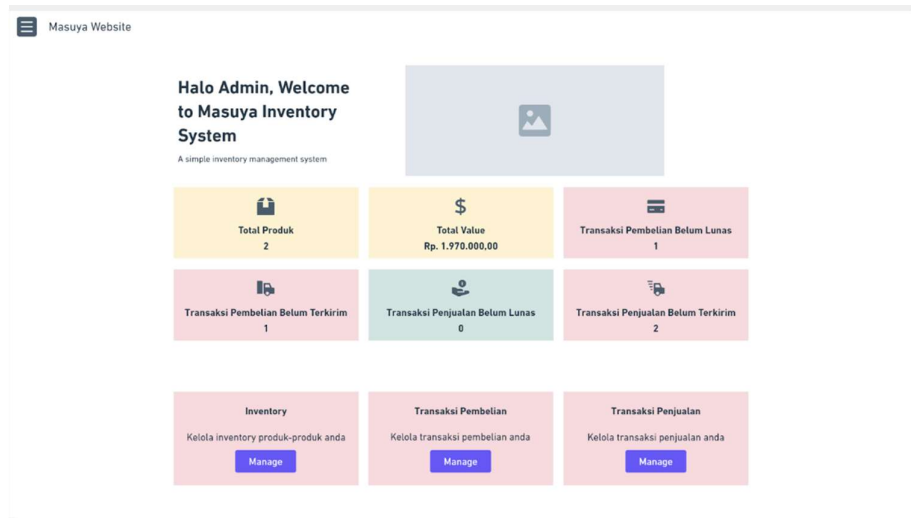 Masuya Website
Halo Admin, Welcome
to Masuya Inventory
System
A simple inventory management system
Total Produk
2
$
Total Value
Rp. 1.970.000,00
Transaksi Pembelian Belum Lunas
1
Transaksi Pembelian Belum Terkirim
1
Transaksi Penjualan Belum Lunas
0
Transaksi Penjualan Belum Terkirim
2
Inventory
Kelola inventory produk-produk anda
Manage
Transaksi Pembelian
Kelola transaksi pembelian anda
Manage
Transaksi Penjualan
Kelola transaksi penjualan anda
Manage